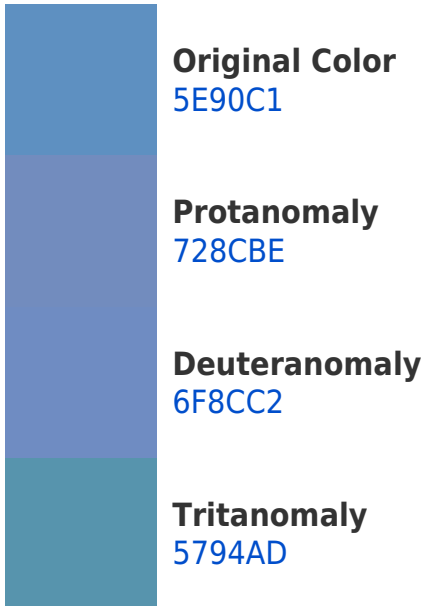 Original Color
5E90C1
Protanomaly
728CBE
Deuteranomaly
6F8CC2
Tritanomaly
5794AD